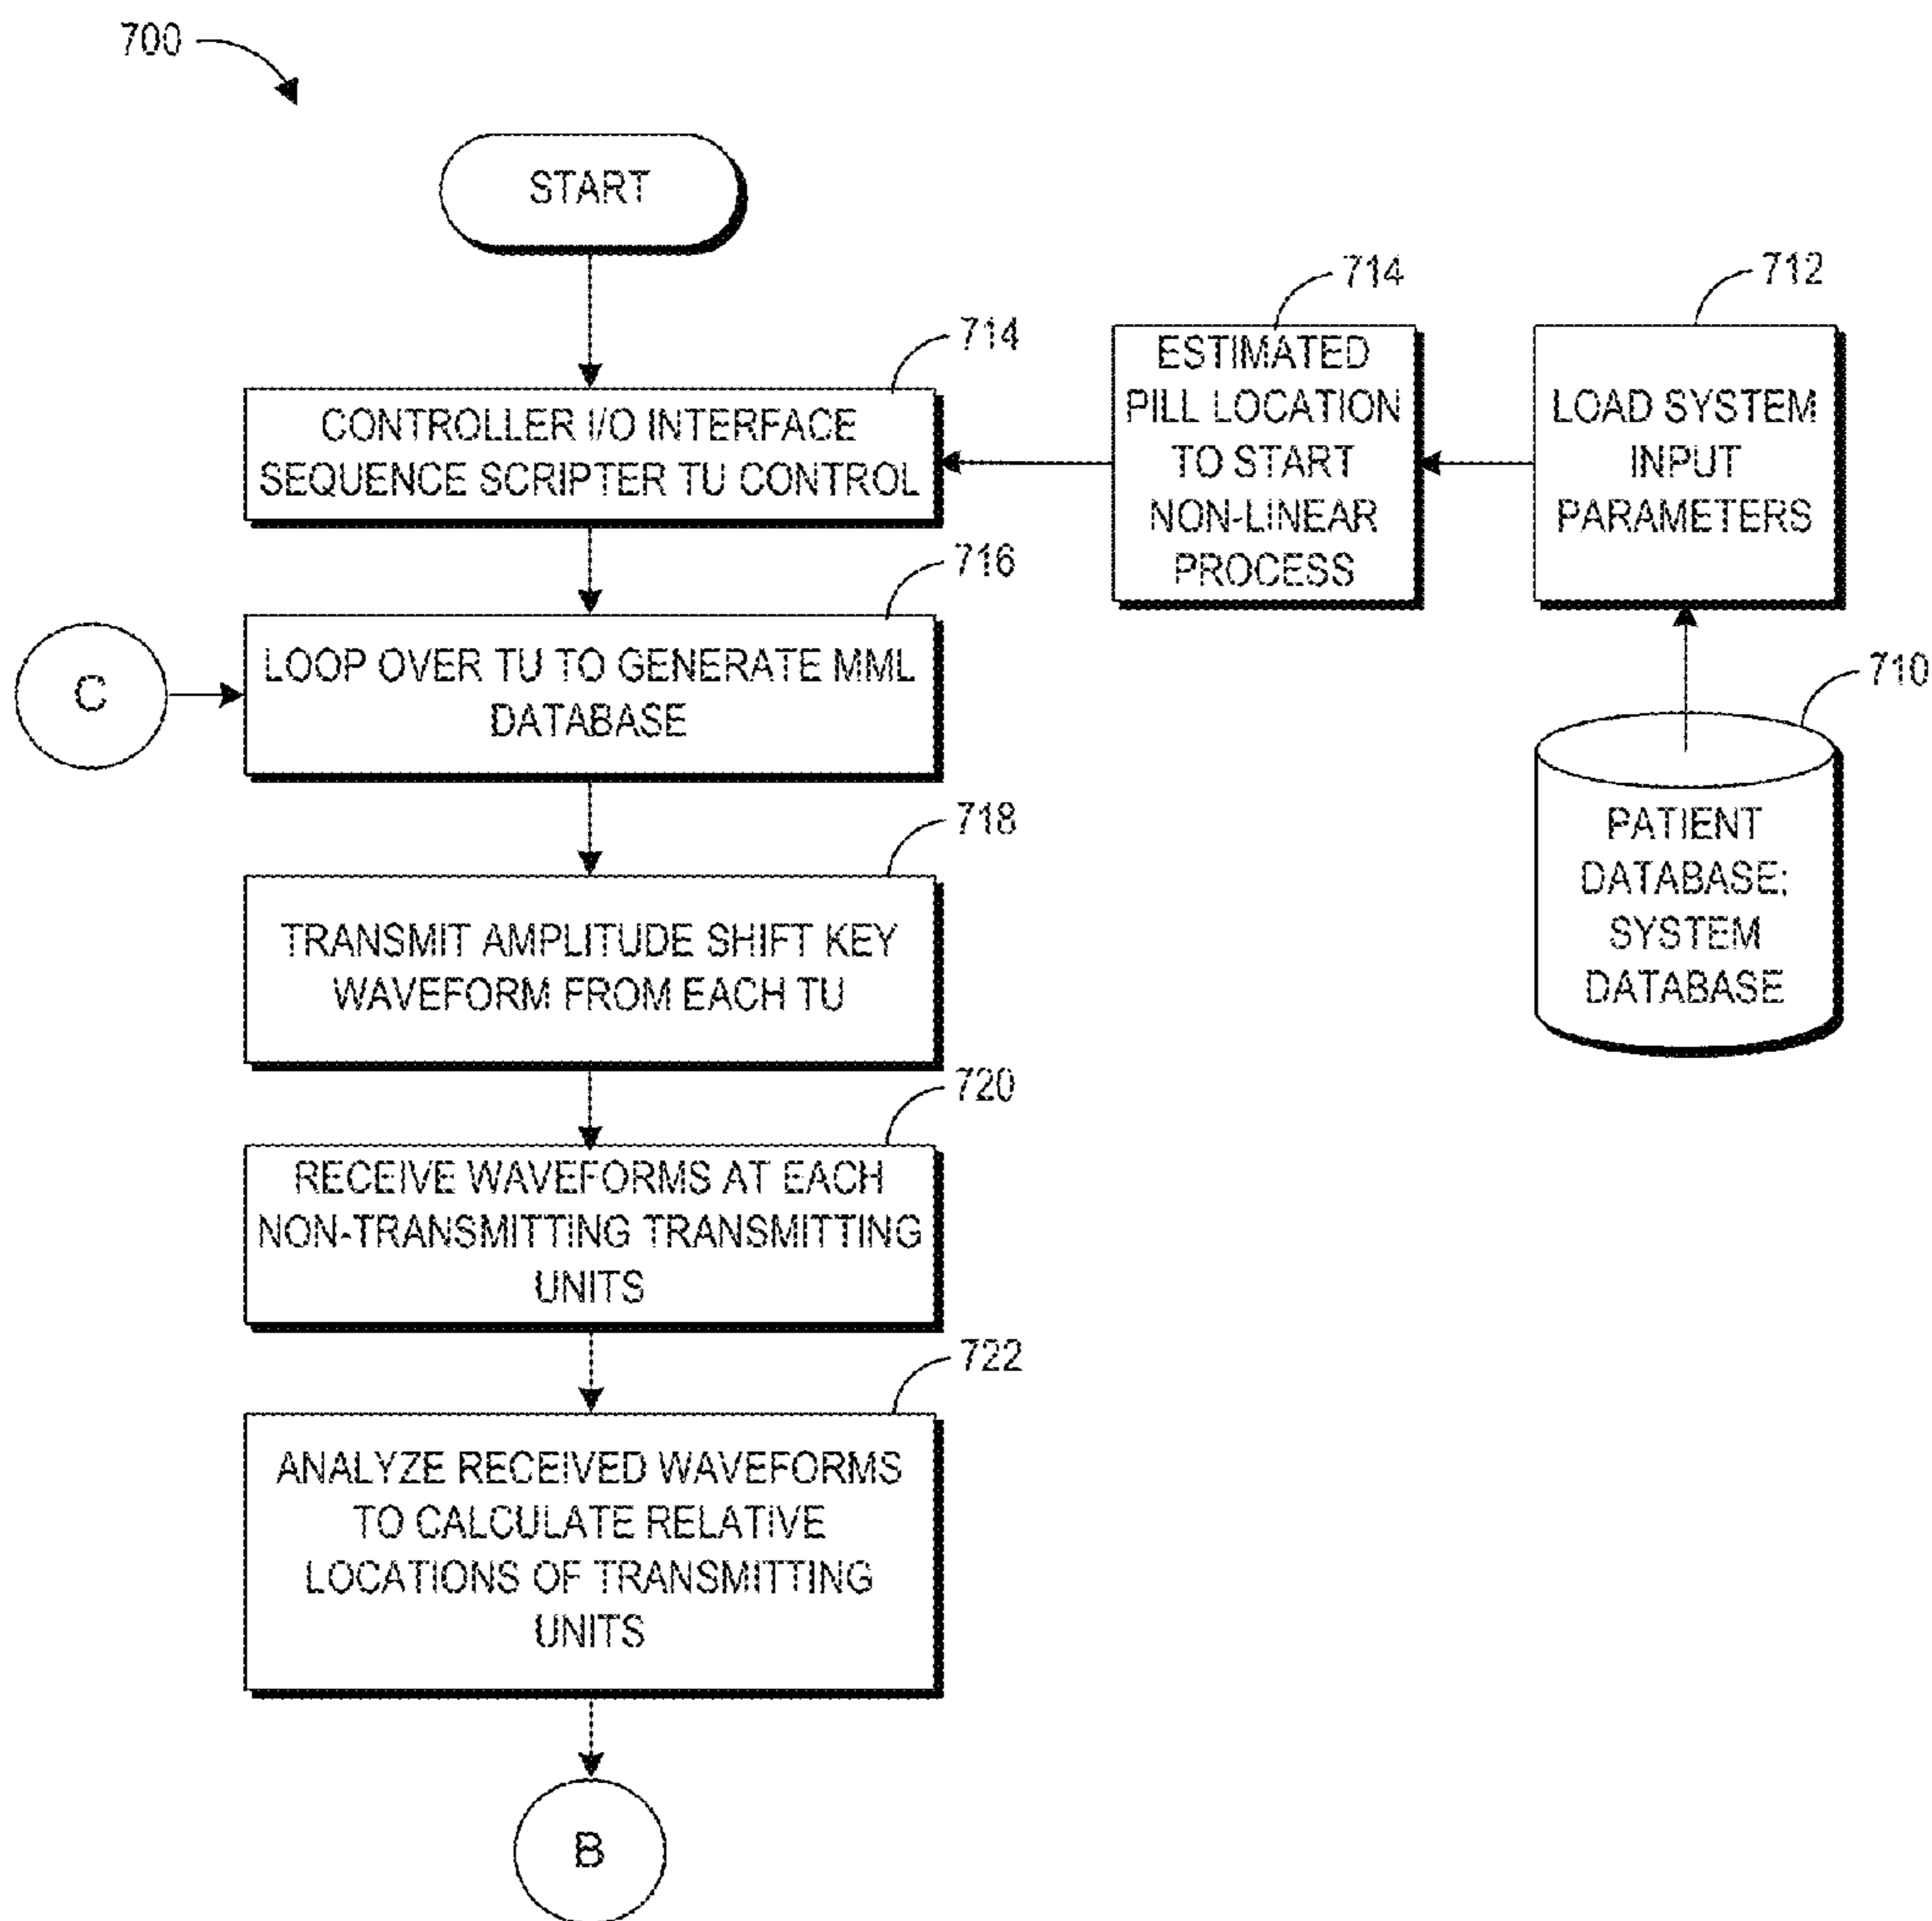 700
START
714
CONTROLLER I/O INTERFACE
SEQUENCE SCRIPTER TU CONTROL
714
ESTIMATED
PILL LOCATION
TO START
NON-LINEAR
PROCESS
712
LOAD SYSTEM
INPUT
PARAMETERS
710
PATIENT
DATABASE;
SYSTEM
DATABASE
C
716
LOOP OVER TU TO GENERATE MML
DATABASE
718
TRANSMIT AMPLITUDE SHIFT KEY
WAVEFORM FROM EACH TU
720
RECEIVE WAVEFORMS AT EACH
NON-TRANSMITTING TRANSMITTING
UNITS
722
ANALYZE RECEIVED WAVEFORMS
TO CALCULATE RELATIVE
LOCATIONS OF TRANSMITTING
UNITS
B